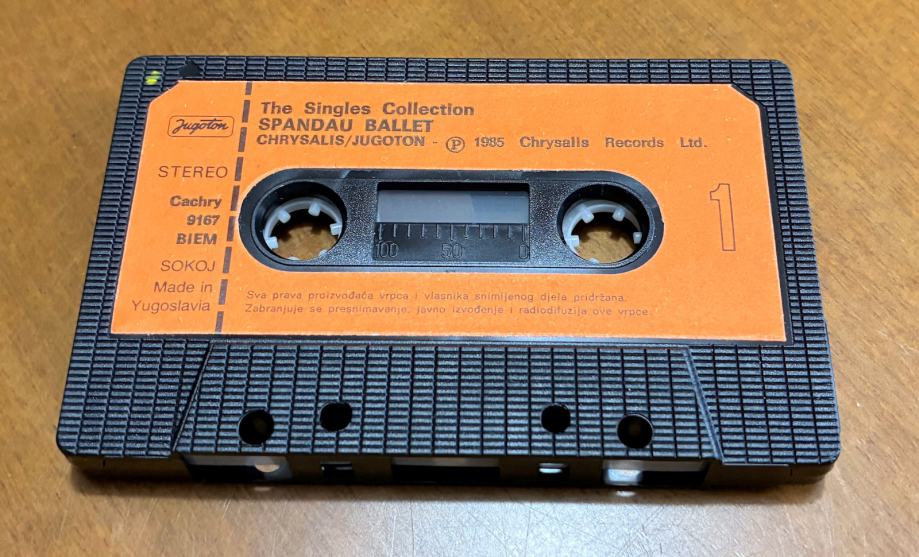 Jugoton
STEREO
Cachry
9167
BIEM
SOKOJ
Made in
Yugoslavia
The Singles Collection
SPANDAU BALLET
CHRYSALIS/JUGOTON - Ⓟ 1985 Chrysalis Records Ltd.
1
100 50 0
Sva prava proizvođača vrpca i vlasnika snimljenog djela pridržana.
Zabranjuje se presnimavanje, javno izvođenje i radiodifuzija ove vrpce.